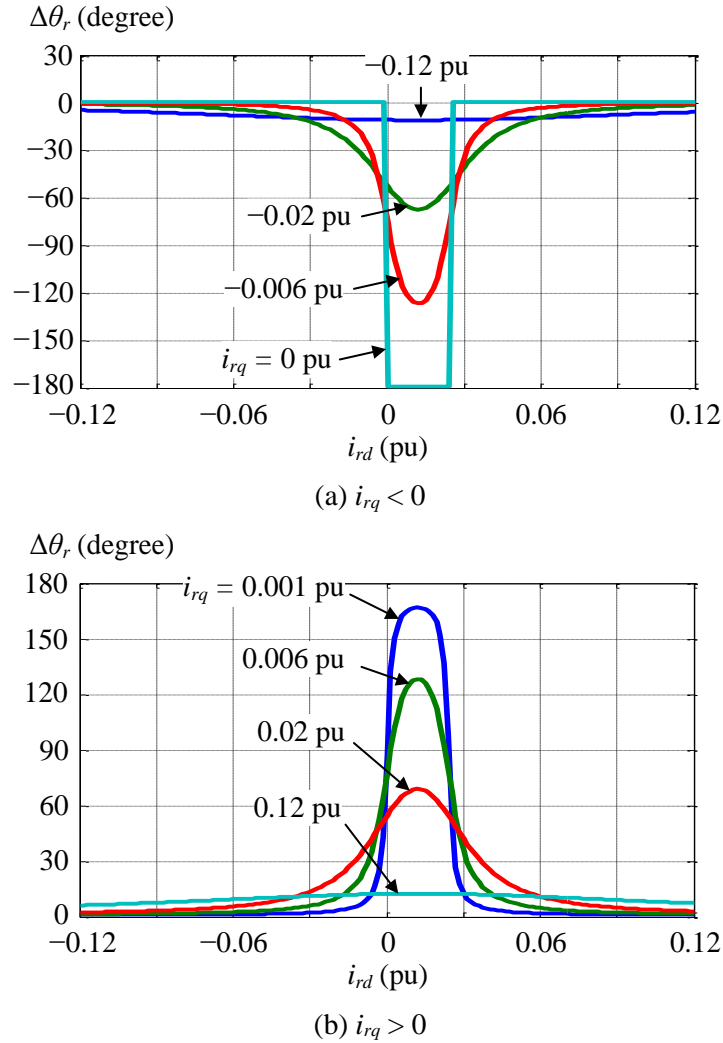 Δθr (degree)
30
−0.12 pu
0
−30
−60
−0.02 pu
−90
−0.006 pu
−120
−150
irq = 0 pu
−180
−0.12 −0.06 0 0.06 0.12
ird (pu)
(a) irq < 0
Δθr (degree)
180
irq = 0.001 pu
150
0.006 pu
120
0.02 pu
90
0.12 pu
60
30
0
−0.12 −0.06 0 0.06 0.12
ird (pu)
(b) irq > 0